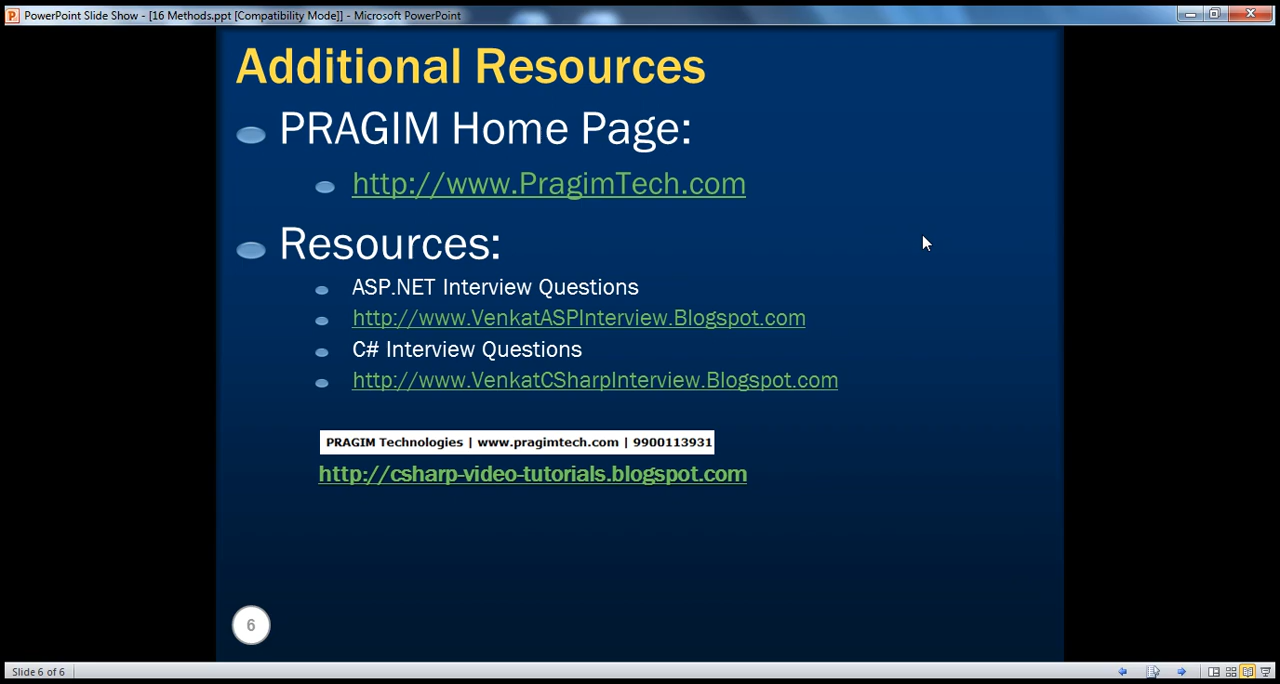 PowerPoint Slide Show - [16 Methods.ppt [Compatibility Mode]] - Microsoft PowerPoint
Additional Resources
PRAGIM Home Page:
http://www.PragimTech.com
Resources:
ASP.NET Interview Questions
http://www.VenkatASPInterview.Blogspot.com
C# Interview Questions
http://www.VenkatCSharpInterview.Blogspot.com
PRAGIM Technologies | www.pragimtech.com | 9900113931
http://csharp-video-tutorials.blogspot.com
6
Slide 6 of 6